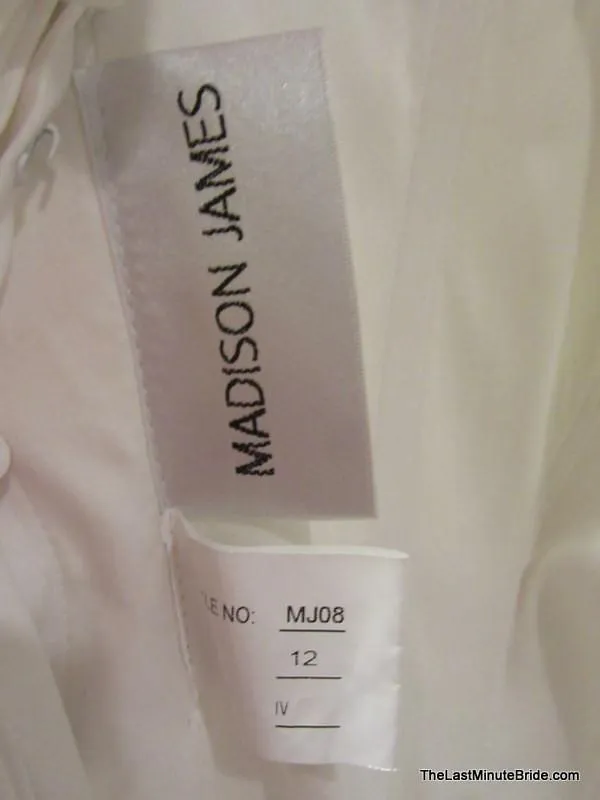 MADISON JAMES
LE NO: MJ08
12
IV
TheLastMinuteBride.com